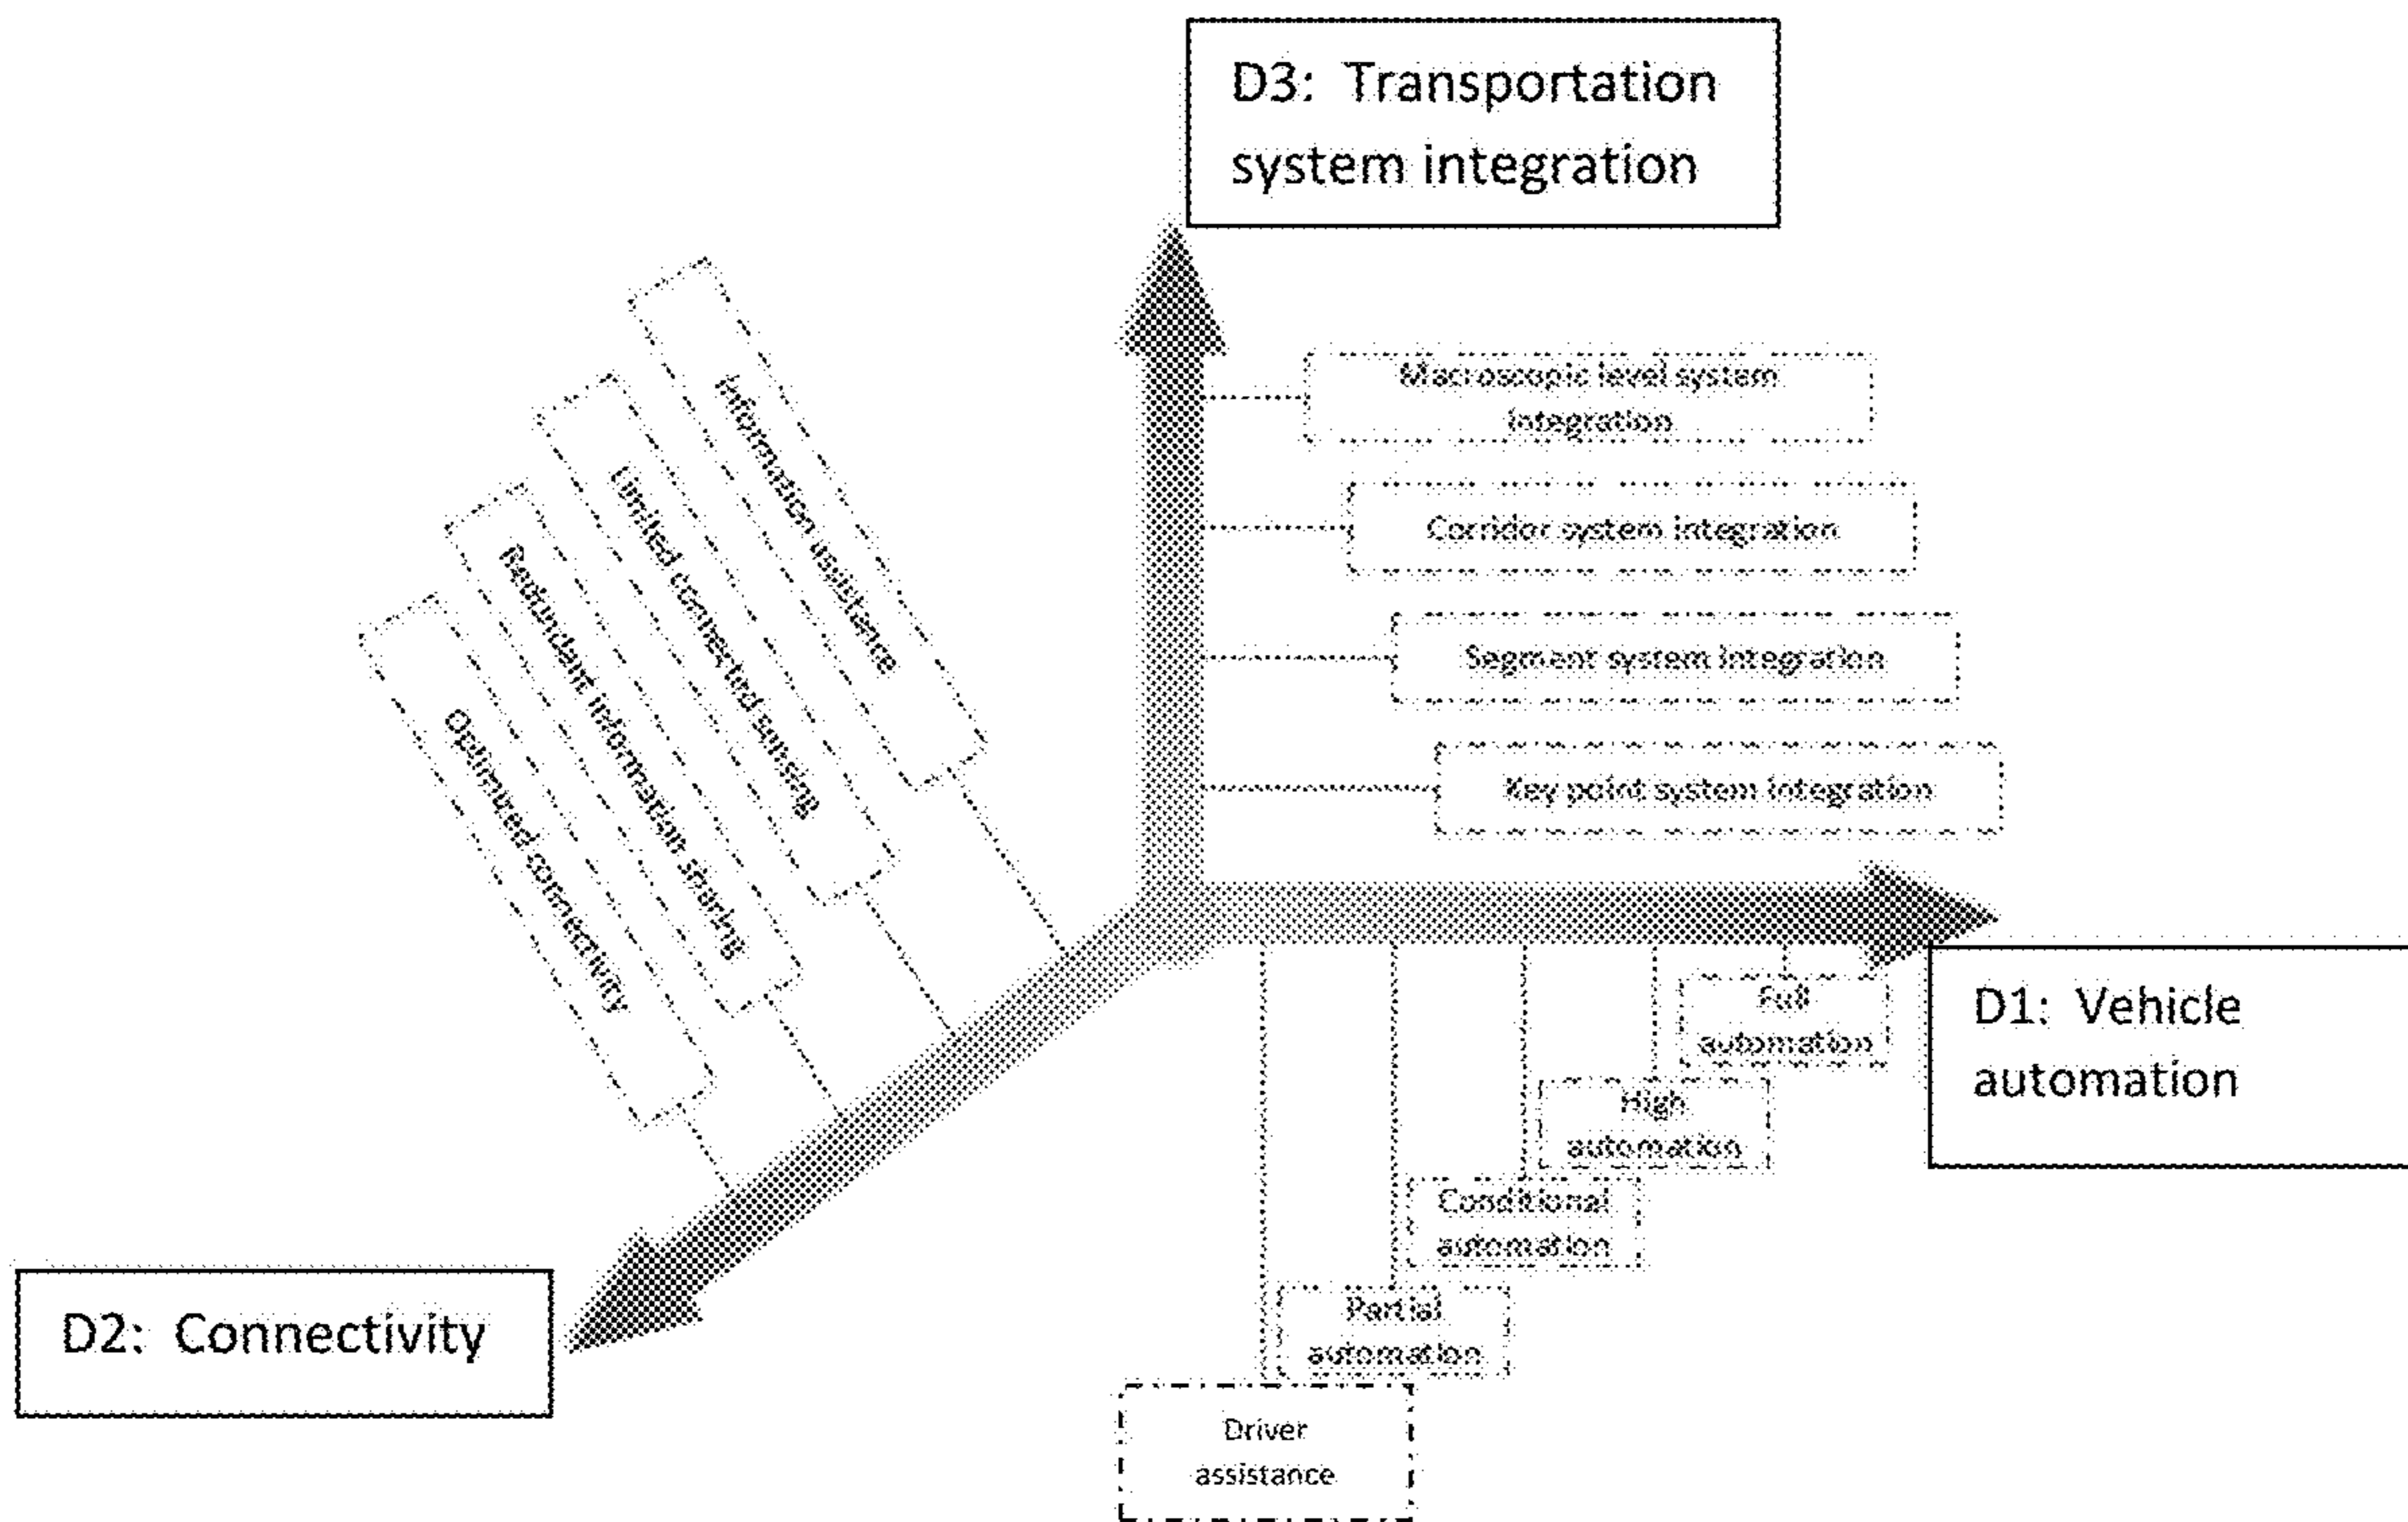 D3: Transportation
system integration
Macroscopic level system
integration
Corridor system integration
Segment system integration
Key point system integration
Information assistance
Limited connected sensing
Redundant information sharing
Optimized connectivity
D1: Vehicle
automation
Full
automation
High
automation
Conditional
automation
Partial
automation
Driver
assistance
D2: Connectivity